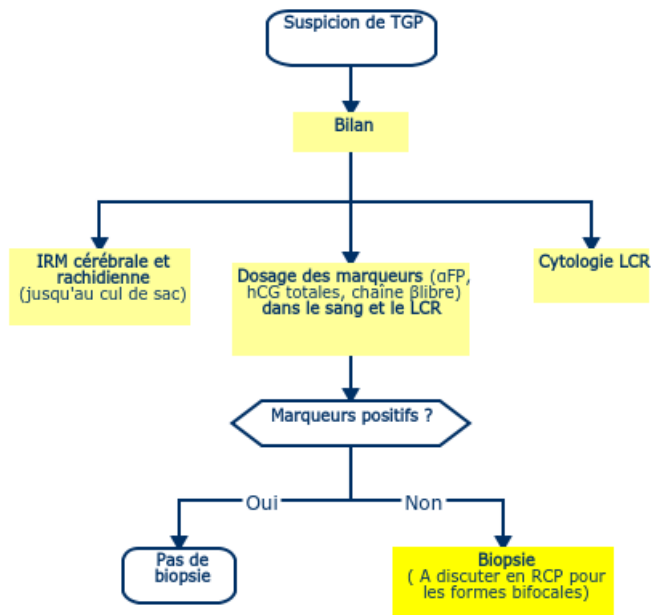 Suspicion de TGP
Bilan
IRM cérébrale et
rachidienne
(jusqu'au cul de sac)
Dosage des marqueurs (αFP,
hCG totales, chaîne βlibre)
dans le sang et le LCR
Cytologie LCR
Marqueurs positifs ?
Oui
Non
Pas de
biopsie
Biopsie
( A discuter en RCP pour
les formes bifocales)